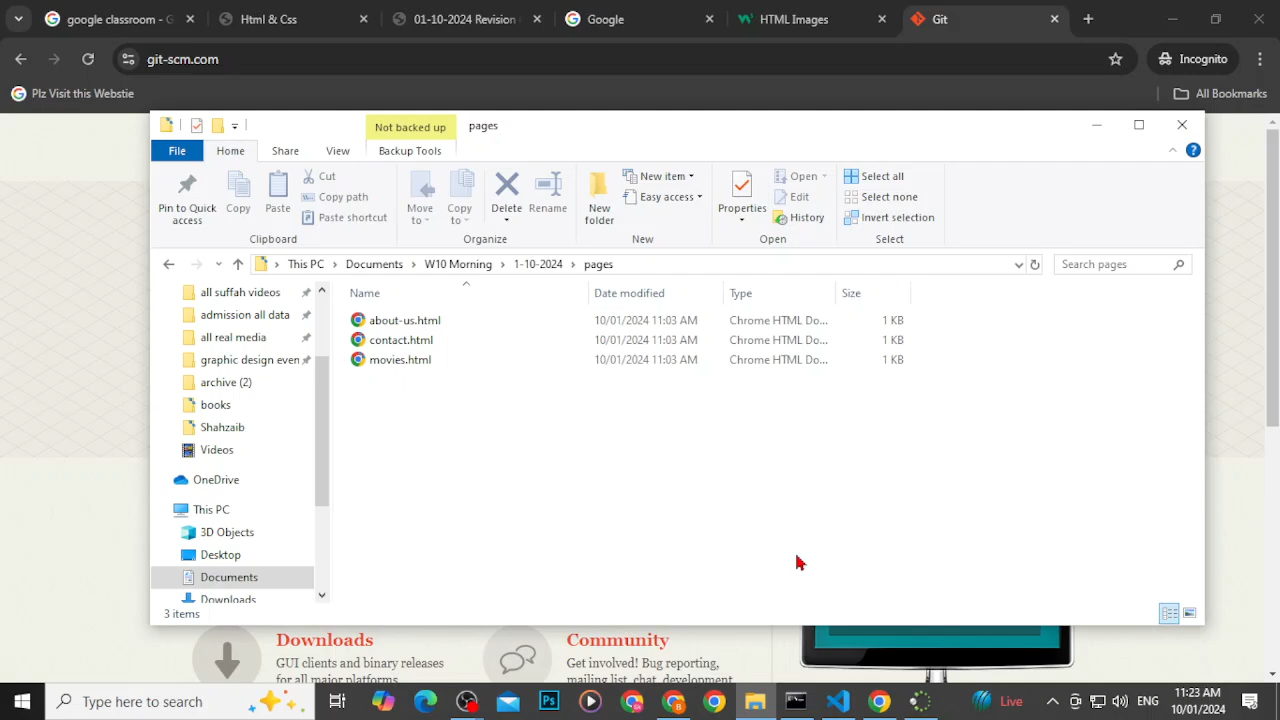 google classroom - G
Html & Css
01-10-2024 Revision
Google
HTML Images
Git
git-scm.com
Incognito
Plz Visit this Webstie
All Bookmarks
Not backed up
pages
File
Home
Share
View
Backup Tools
Pin to Quick access
Copy
Paste
Cut
Copy path
Paste shortcut
Clipboard
Move to
Copy to
Delete
Rename
Organize
New folder
New item
Easy access
New
Properties
Open
Edit
History
Open
Select all
Select none
Invert selection
Select
This PC > Documents > W10 Morning > 1-10-2024 > pages
Search pages
Name
Date modified
Type
Size
about-us.html 10/01/2024 11:03 AM Chrome HTML Do... 1 KB
contact.html 10/01/2024 11:03 AM Chrome HTML Do... 1 KB
movies.html 10/01/2024 11:03 AM Chrome HTML Do... 1 KB
all suffah videos
admission all data
all real media
graphic design even
archive (2)
books
Shahzaib
Videos
OneDrive
This PC
3D Objects
Desktop
Documents
Downloads
3 items
Downloads
GUI clients and binary releases
for all major platforms.
Community
Get involved! Bug reporting,
mailing list, chat, development
Type here to search
Live
ENG
11:23 AM
10/01/2024